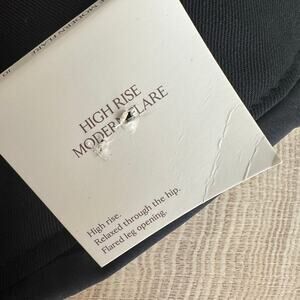 HIGH RISE
MODERN FLARE
High rise.
Relaxed through the hip.
Flared leg opening.